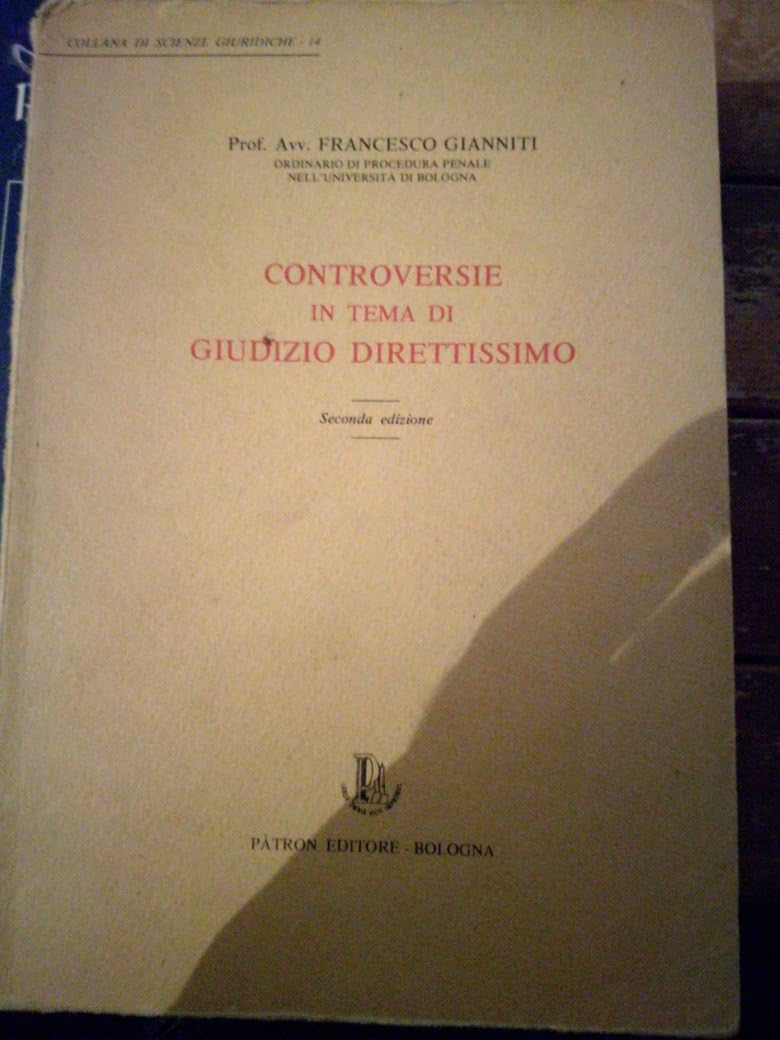 COLLANA DI SCIENZE GIURIDICHE - 14
Prof. Avv. FRANCESCO GIANNITI
ORDINARIO DI PROCEDURA PENALE
NELL'UNIVERSITÀ DI BOLOGNA
CONTROVERSIE
IN TEMA DI
GIUDIZIO DIRETTISSIMO
Seconda edizione
PÀTRON EDITORE - BOLOGNA